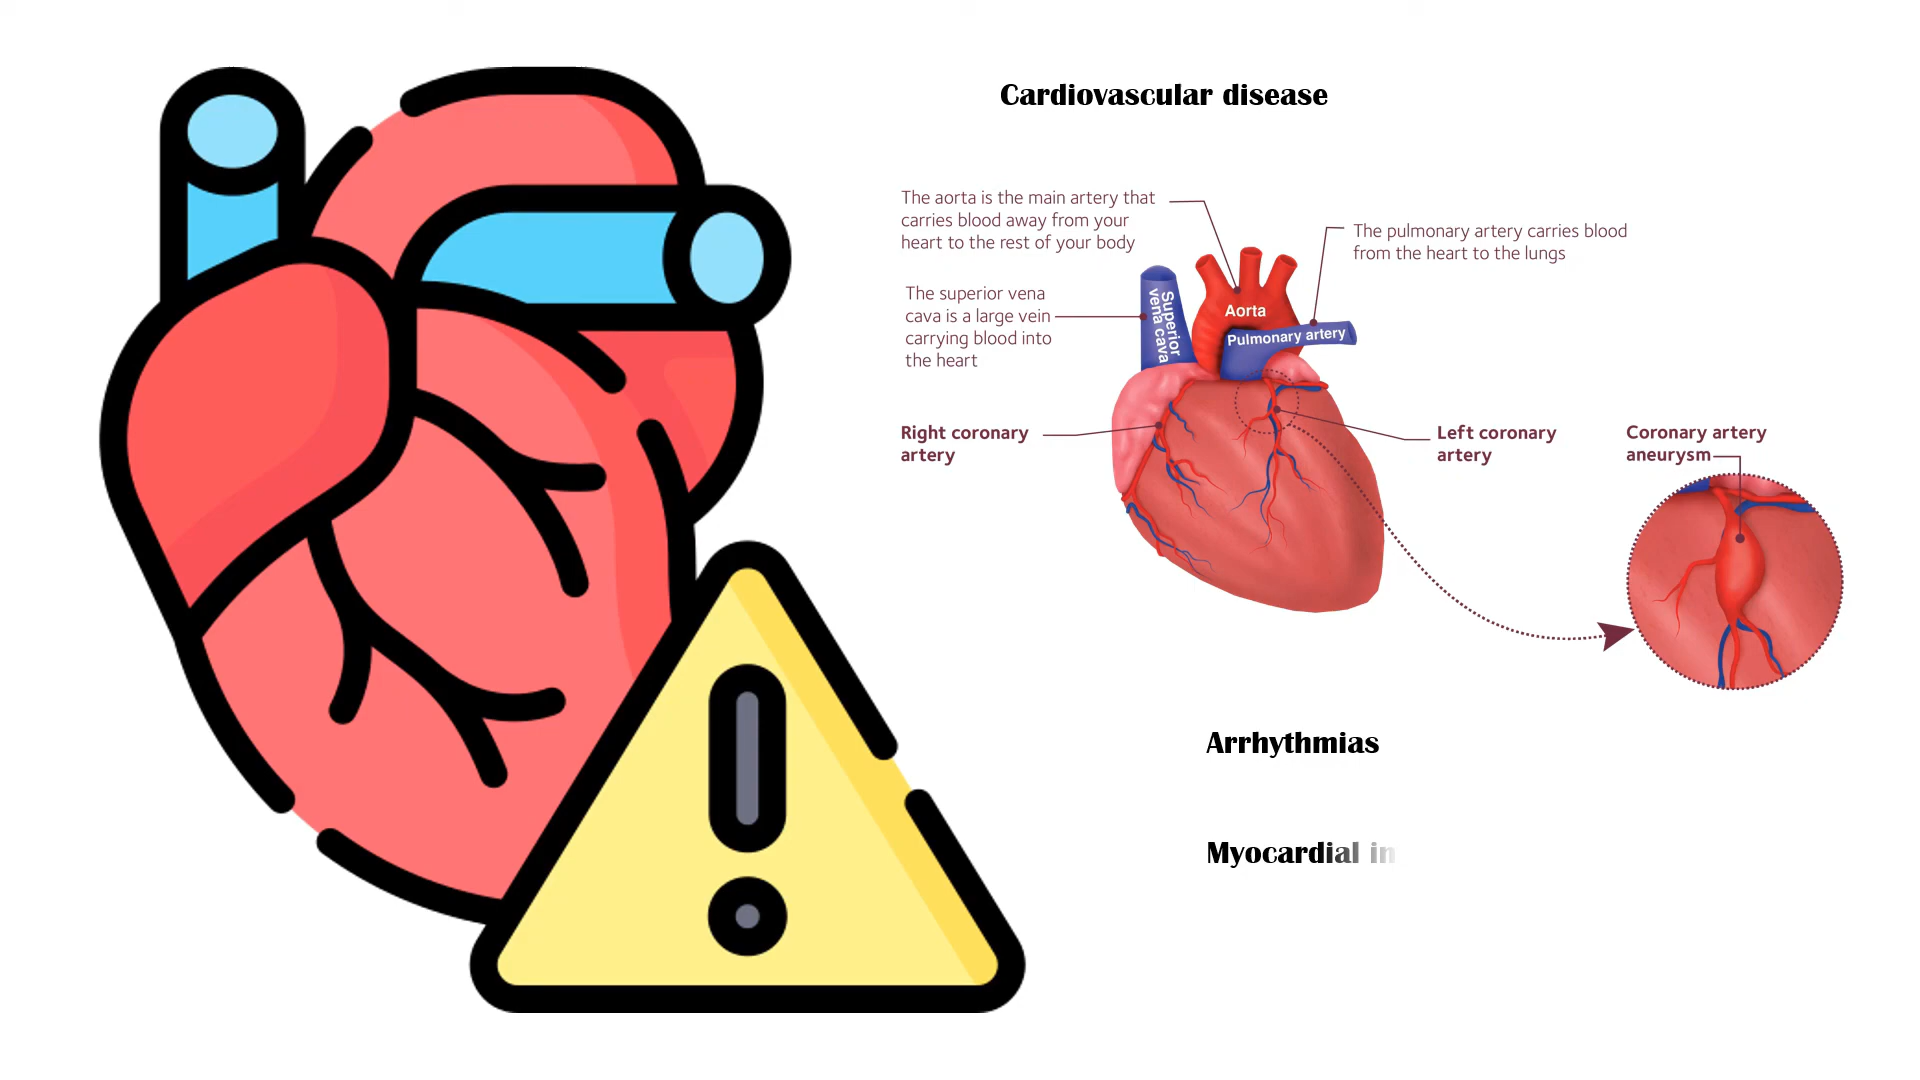 Cardiovascular disease
The aorta is the main artery that
carries blood away from your
heart to the rest of your body
The pulmonary artery carries blood
from the heart to the lungs
The superior vena
cava is a large vein
carrying blood into
the heart
Superior
vena cava
Aorta
Pulmonary artery
Right coronary
artery
Left coronary
artery
Coronary artery
aneurysm
Arrhythmias
Myocardial in